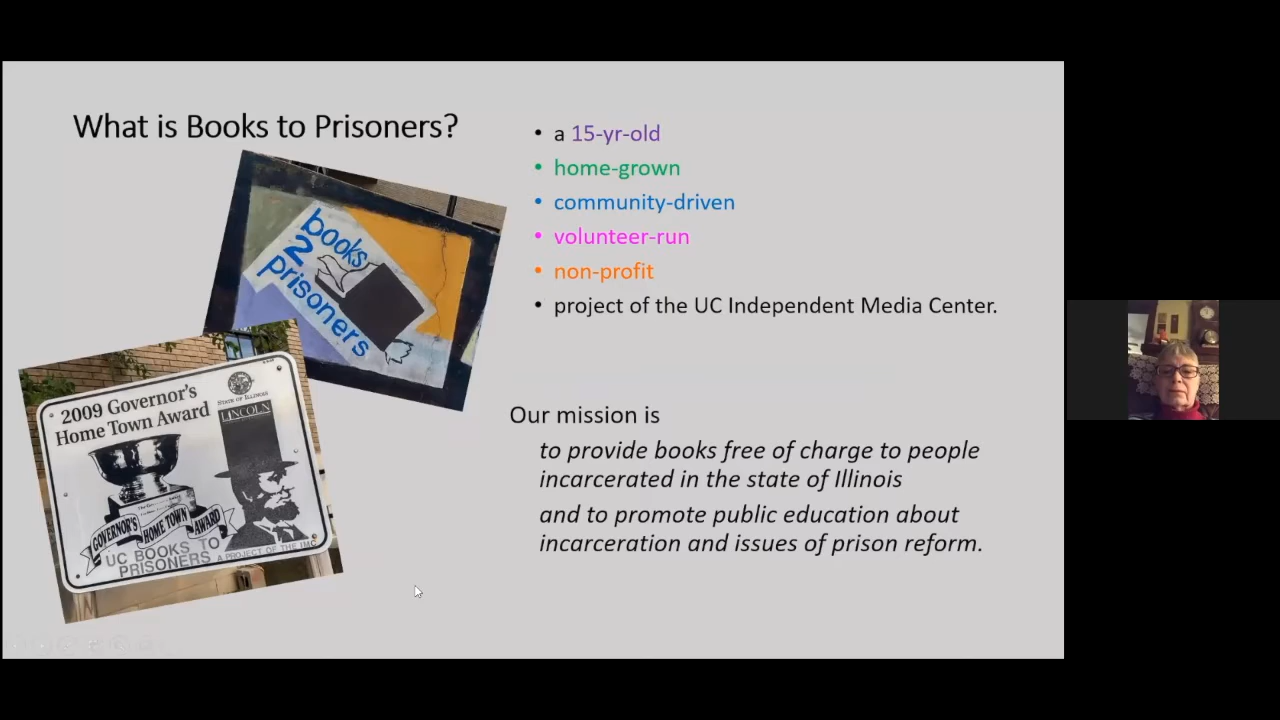 What is Books to Prisoners?
books
2
prisoners
2009 Governor's
Home Town Award
STATE OF ILLINOIS
LINCOLN
GOVERNOR'S HOME TOWN AWARD
UC BOOKS TO
PRISONERS A PROJECT OF THE IMC
• a 15-yr-old
• home-grown
• community-driven
• volunteer-run
• non-profit
• project of the UC Independent Media Center.
Our mission is
to provide books free of charge to people
incarcerated in the state of Illinois
and to promote public education about
incarceration and issues of prison reform.